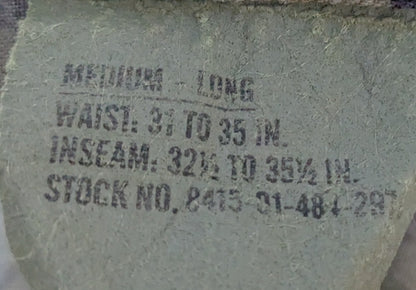 MEDIUM - LONG
WAIST: 31 TO 35 IN.
INSEAM: 32½ TO 35½ IN.
STOCK NO.